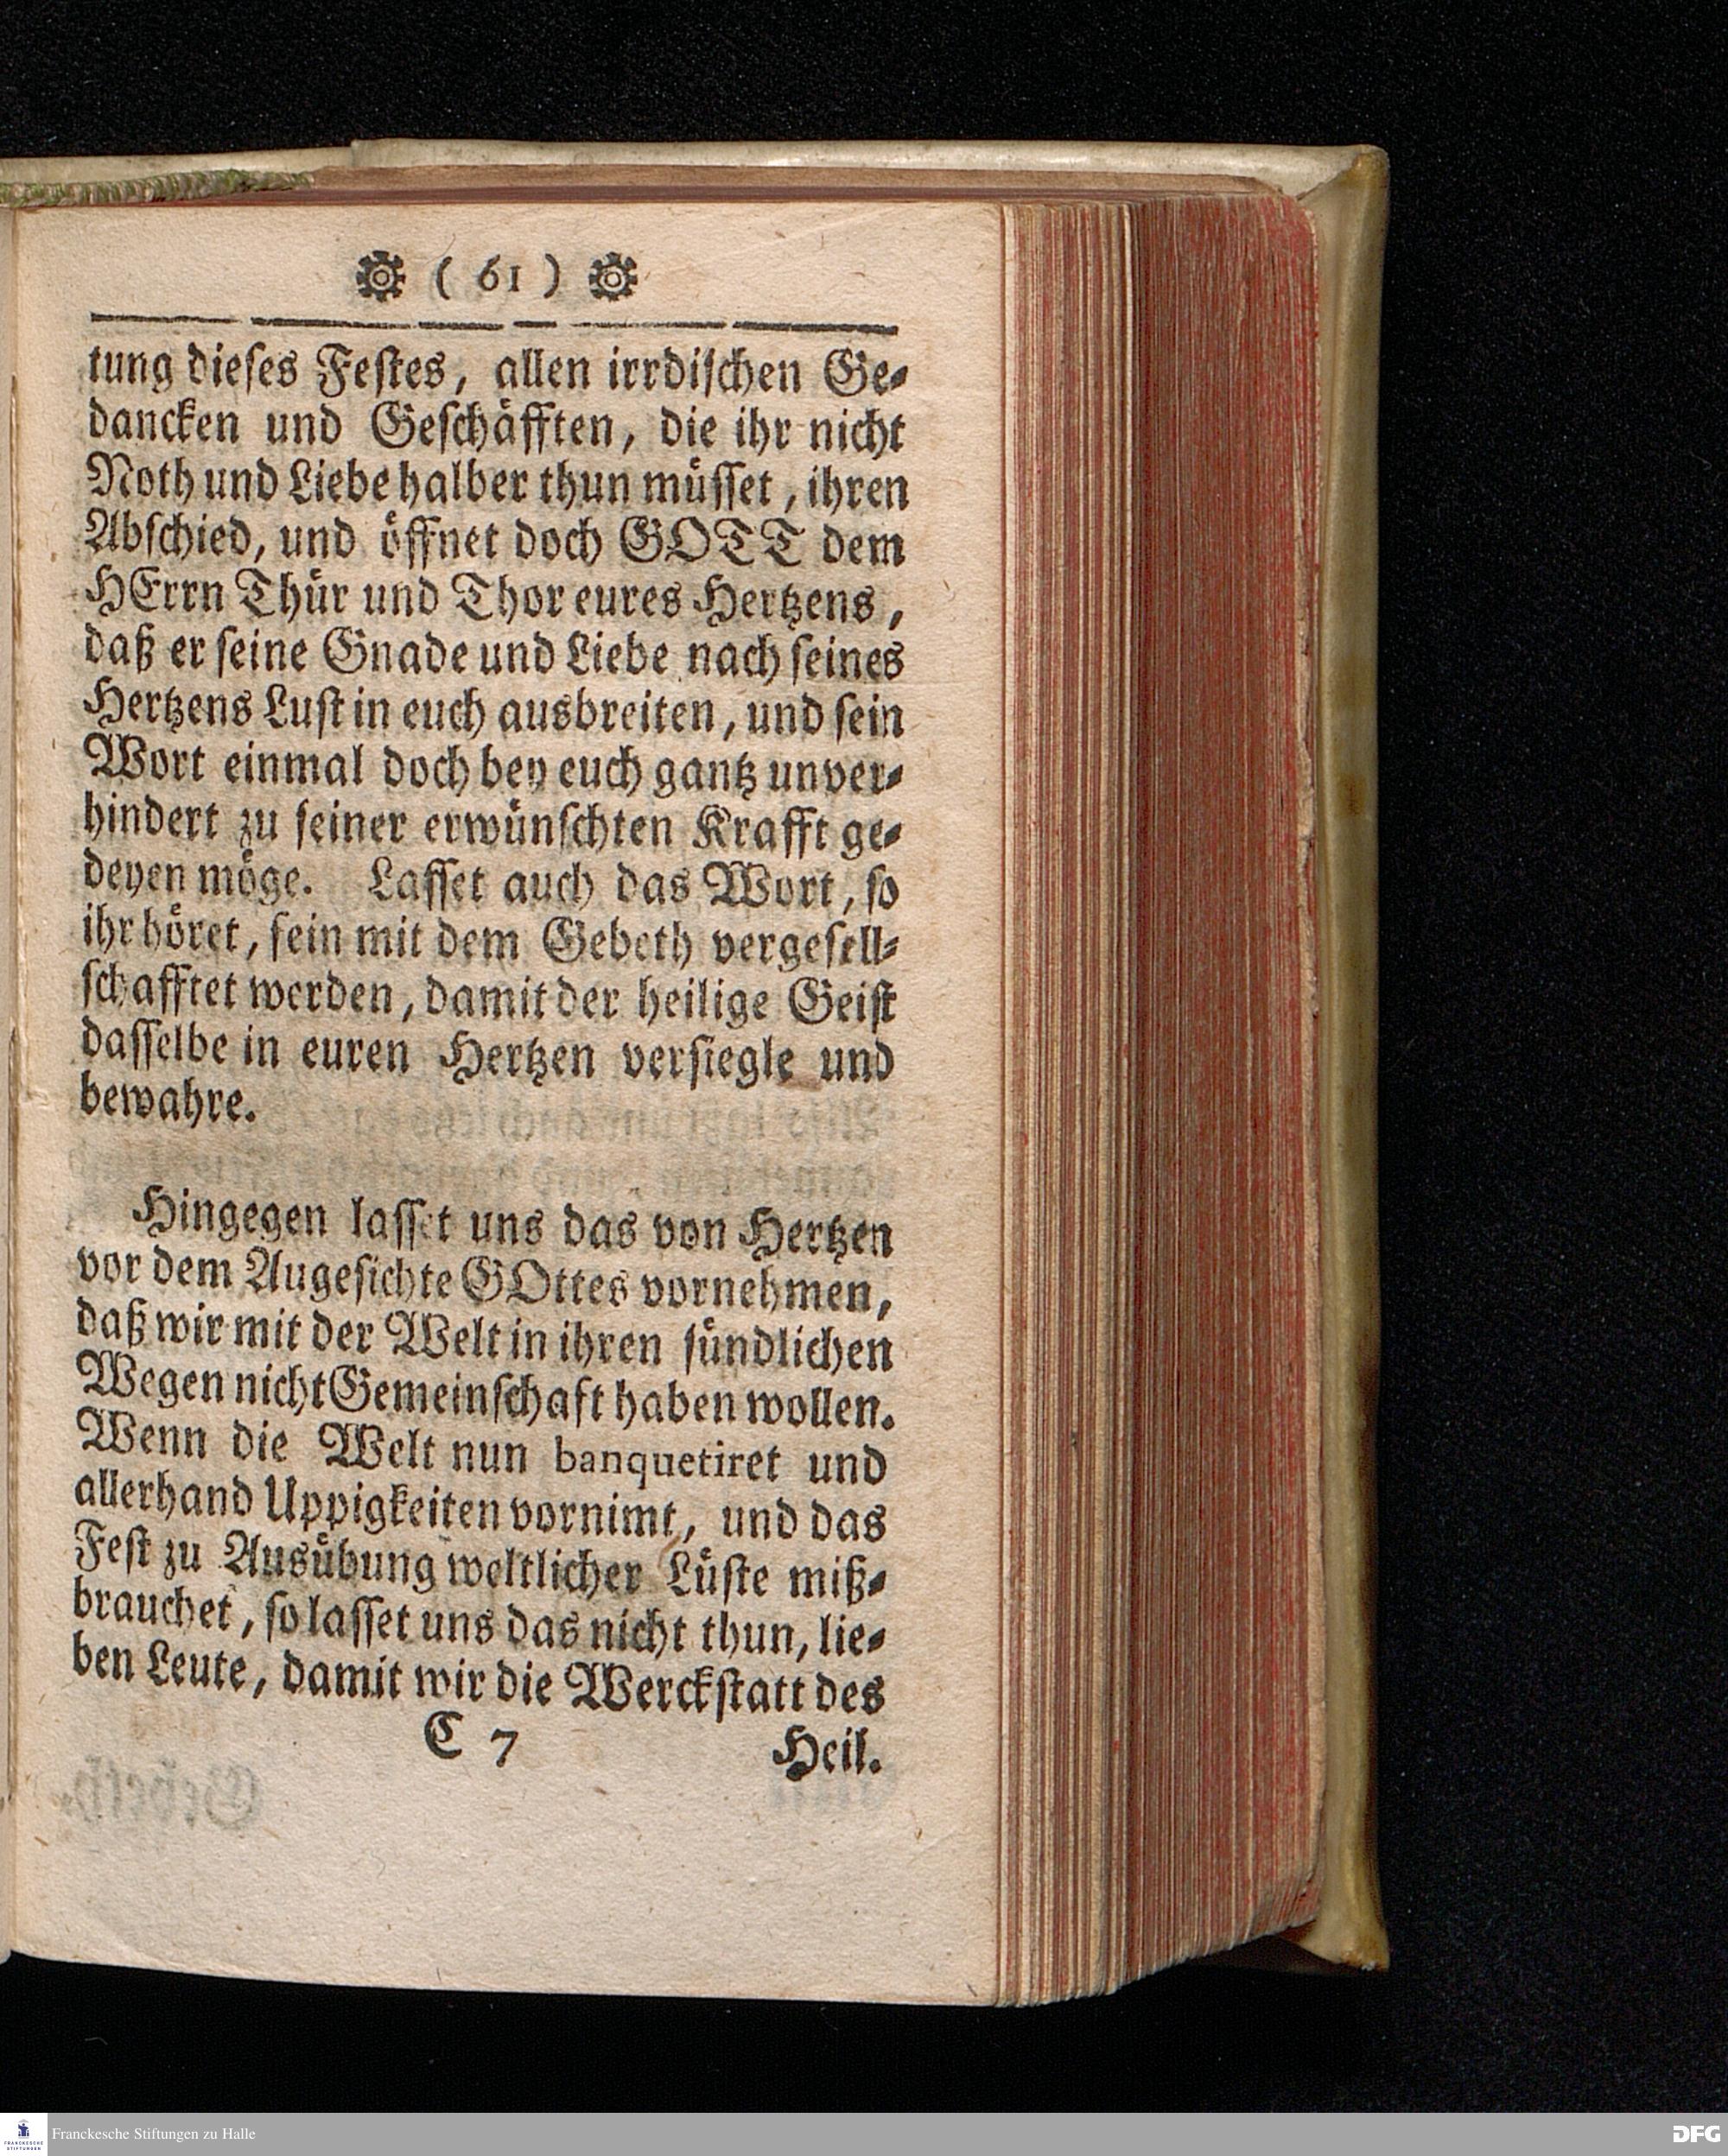 ( 61 )
tung dieſes Feſtes, allen irrdiſchen Ge⸗
dancken und Geſchäfften, die ihr nicht
Noth und Liebe halber thun müſſet, ihren
Abſchied, und öffnet doch GOTT dem
HErrn Thür und Thor eures Hertzens,
daß er ſeine Gnade und Liebe nach ſeines
Hertzens Luſt in euch ausbreiten, und ſein
Wort einmal doch bey euch gantz unver⸗
hindert zu ſeiner erwünſchten Krafft ge⸗
deyen möge. Laſſet auch das Wort, ſo
ihr höret, fein mit dem Gebeth vergeſell⸗
ſchafftet werden, damit der heilige Geiſt
daſſelbe in euren Hertzen verſiegle und
bewahre.
Hingegen laſſet uns das von Hertzen
vor dem Augeſichte GOttes vornehmen,
daß wir mit der Welt in ihren ſündlichen
Wegen nicht Gemeinſchaft haben wollen.
Wenn die Welt nun banquetiret und
allerhand Uppigkeiten vornimt, und das
Feſt zu Ausübung weltlicher Lüſte miß⸗
brauchet, ſo laſſet uns das nicht thun, lie⸗
ben Leute, damit wir die Werckſtatt des
C 7 Heil.
Franckesche Stiftungen zu Halle
DFG